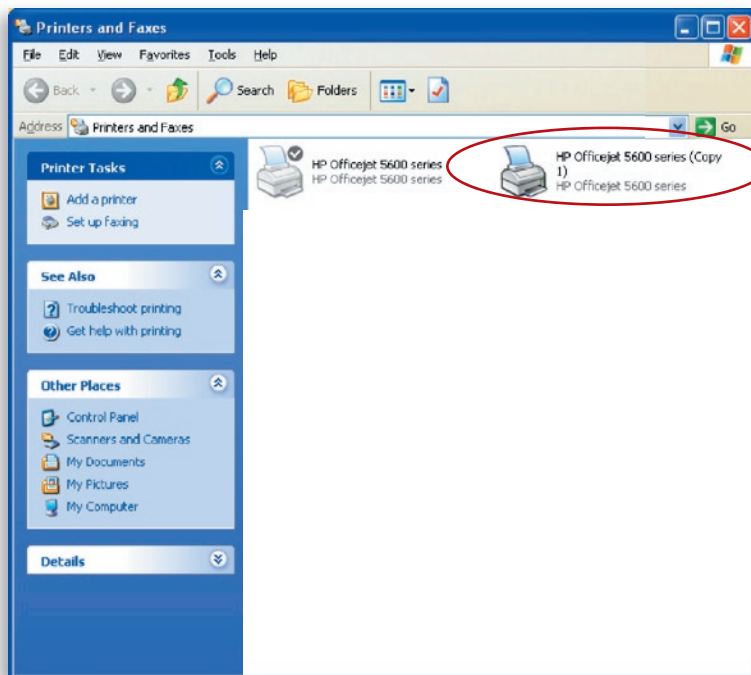 Printers and Faxes
File Edit View Favorites Tools Help
Back Search Folders
Address Printers and Faxes Go
Printer Tasks
Add a printer
Set up faxing
See Also
Troubleshoot printing
Get help with printing
Other Places
Control Panel
Scanners and Cameras
My Documents
My Pictures
My Computer
Details
HP Officejet 5600 series
HP Officejet 5600 series
HP Officejet 5600 series (Copy
1)
HP Officejet 5600 series